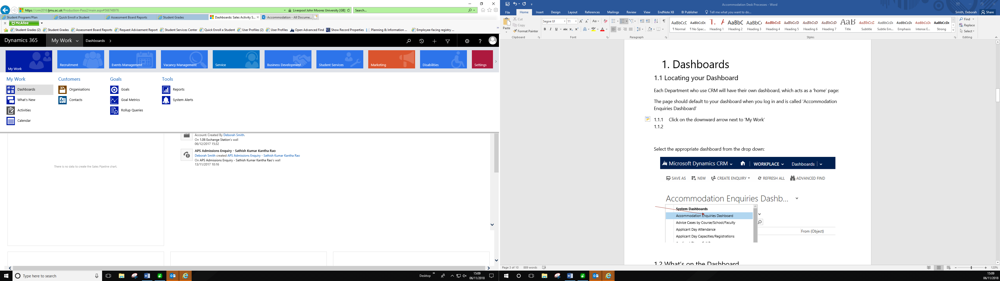 https://crm2016.ljmu.ac.uk/Production-Pass2/main.aspx#566748976
Liverpool John Moores University [GB]
Search...
Student Program/Plan
Quick Enroll a Student
Assessment Board Reports
Student Grades
Dashboards: Sales Activity S...
Accommodation - All Docume...
x McAfee
Student Grades (2)
Student Grades
Assessment Board Reports
Request Advisement Report
Student Services Center
Quick Enroll a Student
User Profiles (2)
User Profiles
Open Advanced Find
Show Record Properties
Planning & Information ...
Employee-facing registry ...
Dynamics 365
My Work
Dashboards
My Work
Recruitment
Events Management
Vacancy Management
Service
Business Development
Student Services
Marketing
Disabilities
Settings
My Work
Dashboards
What's New
Activities
Calendar
Customers
Organisations
Contacts
Goals
Goals
Goal Metrics
Rollup Queries
Tools
Reports
System Alerts
Account: Created By Deborah Smith.
On 1.06 Exchange Station's wall
06/12/2017 15:32
APS Admissions Enquiry - Sathish Kumar Kantha Rao
Deborah Smith created APS Admissions Enquiry - Sathish Kumar Kantha Rao
On APS Admissions Enquiry - Sathish Kumar Kantha Rao's wall
13/11/2017 10:16
There is no data to create the Sales Pipeline chart.
Type here to search
Desktop
15:09
06/11/2018
Accommodation Desk Processes - Word
File
Home
Insert
Design
Layout
References
Mailings
Review
View
EndNote X8
BI Publisher
Tell me what you want to do...
Smith, Deborah
Share
Paste
Cut
Copy
Format Painter
Clipboard
Segoe UI
11
Font
Paragraph
¶ Normal
¶ No Spac...
Heading 1
Heading 2
Heading 3
Heading 4
Heading 5
Heading 6
Heading 7
Title
Subtitle
Subtle Em...
Emphasis
Intense E...
Strong
Styles
Find
Replace
Select
Editing
1. Dashboards
1.1 Locating your Dashboard
Each Department who use CRM will have their own dashboard, which acts as a ‘home’ page:
The page should default to your dashboard when you log in and is called ‘Accommodation
Enquiries Dashboard’
1.1.1 Click on the downward arrow next to ‘My Work’
1.1.2
Select the appropriate dashboard from the drop down:
Microsoft Dynamics CRM
WORKPLACE
Dashboards
SAVE AS
NEW
CREATE ENQUIRY
REFRESH ALL
ADVANCED FIND
Accommodation Enquiries Dashb...
System Dashboards
Accommodation Enquiries Dashboard
Advice Cases by Course/School/Faculty
Applicant Day Attendance
Applicant Day Capacities/Registrations
From (Object)
1.2 What's on the Dashboard
Page 3 of 10
889 words
120%
15:09
06/11/2018